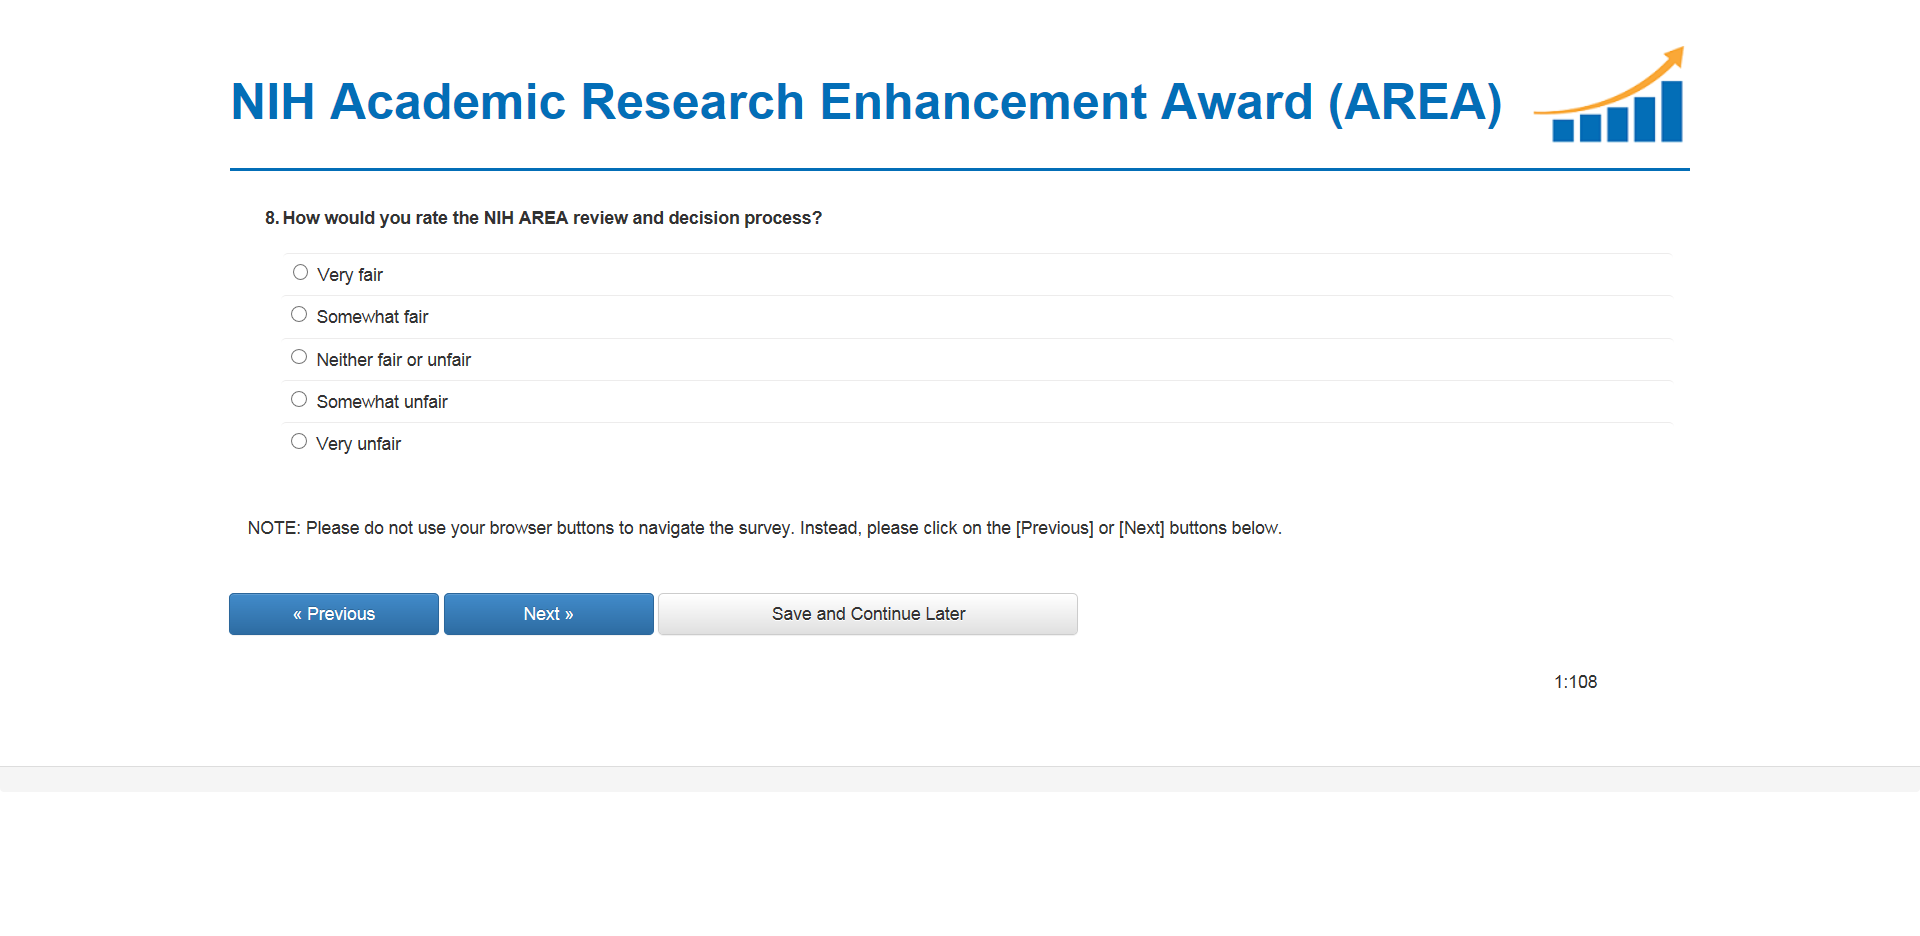 NIH Academic Research Enhancement Award (AREA)
8. How would you rate the NIH AREA review and decision process?
Very fair
Somewhat fair
Neither fair or unfair
Somewhat unfair
Very unfair
NOTE: Please do not use your browser buttons to navigate the survey. Instead, please click on the [Previous] or [Next] buttons below.
« Previous Next » Save and Continue Later
1:108